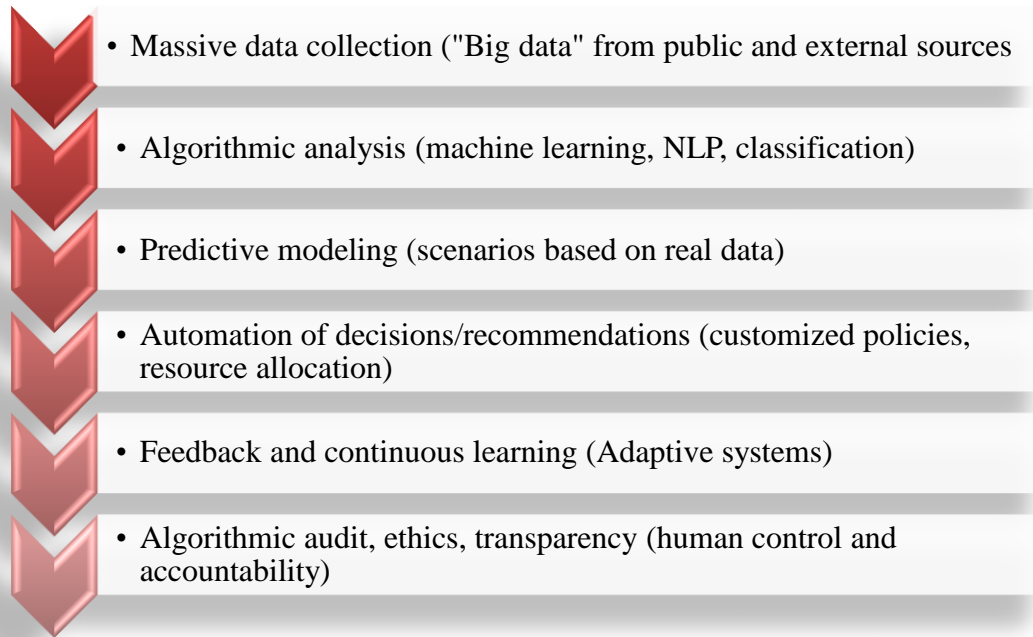 • Massive data collection ("Big data" from public and external sources
• Algorithmic analysis (machine learning, NLP, classification)
• Predictive modeling (scenarios based on real data)
• Automation of decisions/recommendations (customized policies,
resource allocation)
• Feedback and continuous learning (Adaptive systems)
• Algorithmic audit, ethics, transparency (human control and
accountability)